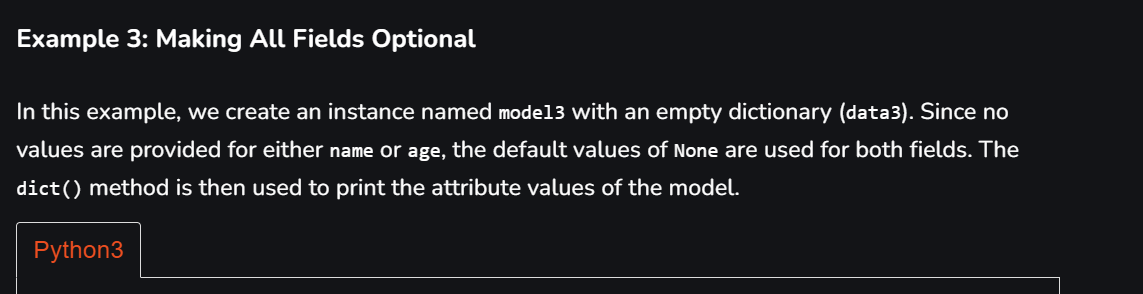 Example 3: Making All Fields Optional
In this example, we create an instance named model3 with an empty dictionary (data3). Since no
values are provided for either name or age, the default values of None are used for both fields. The
dict() method is then used to print the attribute values of the model.
Python3